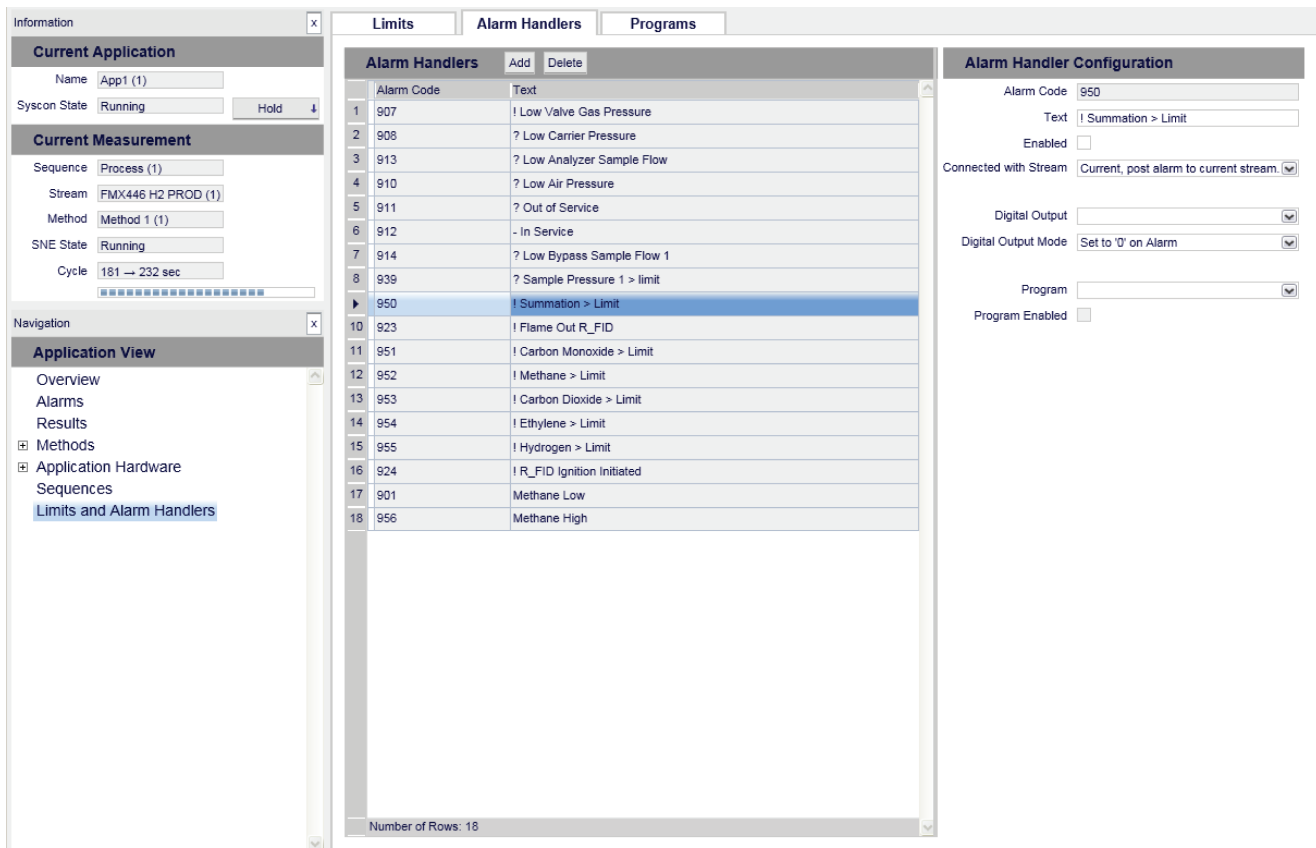 Information x
Current Application
Name App1 (1)
Syscon State Running Hold ↓
Current Measurement
Sequence Process (1)
Stream FMX446 H2 PROD (1)
Method Method 1 (1)
SNE State Running
Cycle 181 → 232 sec
Navigation x
Application View
Overview
Alarms
Results
Methods
Application Hardware
Sequences
Limits and Alarm Handlers
Limits Alarm Handlers Programs
Alarm Handlers Add Delete
Alarm Code Text
1 907 ! Low Valve Gas Pressure
2 908 ? Low Carrier Pressure
3 913 ? Low Analyzer Sample Flow
4 910 ? Low Air Pressure
5 911 ? Out of Service
6 912 - In Service
7 914 ? Low Bypass Sample Flow 1
8 939 ? Sample Pressure 1 > limit
950 ! Summation > Limit
10 923 ! Flame Out R_FID
11 951 ! Carbon Monoxide > Limit
12 952 ! Methane > Limit
13 953 ! Carbon Dioxide > Limit
14 954 ! Ethylene > Limit
15 955 ! Hydrogen > Limit
16 924 ! R_FID Ignition Initiated
17 901 Methane Low
18 956 Methane High
Number of Rows: 18
Alarm Handler Configuration
Alarm Code 950
Text ! Summation > Limit
Enabled
Connected with Stream Current, post alarm to current stream.
Digital Output
Digital Output Mode Set to '0' on Alarm
Program
Program Enabled